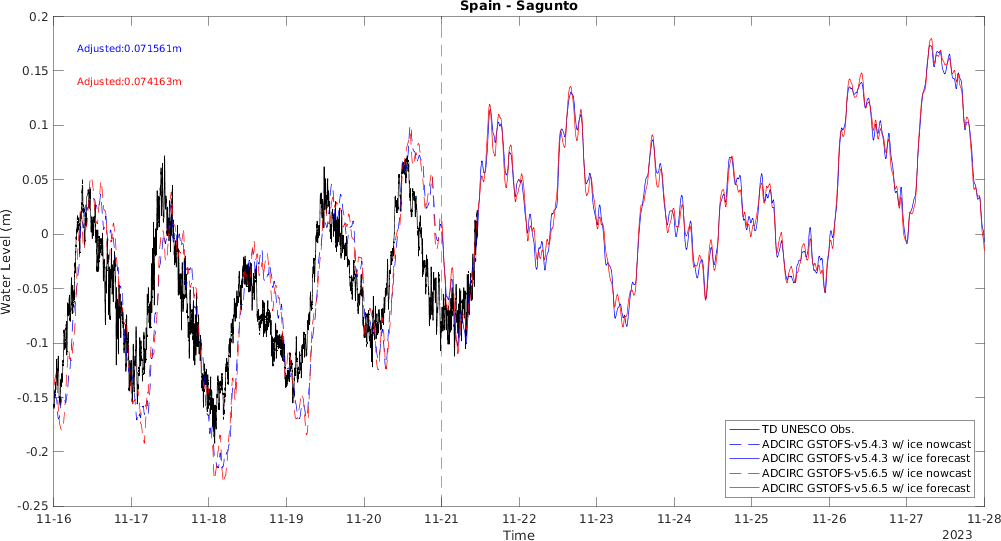 Spain - Sagunto
Adjusted:0.071561m
Adjusted:0.074163m
Water Level (m)
0.2
0.15
0.1
0.05
0
-0.05
-0.1
-0.15
-0.2
-0.25
11-16
11-17
11-18
11-19
11-20
11-21
11-22
11-23
11-24
11-25
11-26
11-27
11-28
Time
2023
TD UNESCO Obs.
ADCIRC GSTOFS-v5.4.3 w/ ice nowcast
ADCIRC GSTOFS-v5.4.3 w/ ice forecast
ADCIRC GSTOFS-v5.6.5 w/ ice nowcast
ADCIRC GSTOFS-v5.6.5 w/ ice forecast